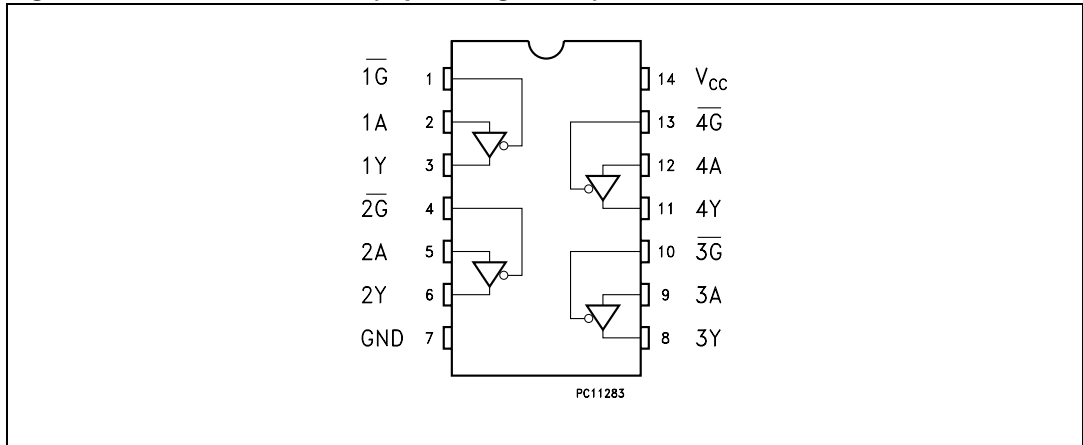 1G̅ 1 14 VCC
1A 2 13 4G̅
1Y 3 12 4A
2G̅ 4 11 4Y
2A 5 10 3G̅
2Y 6 9 3A
GND 7 8 3Y
PC11283